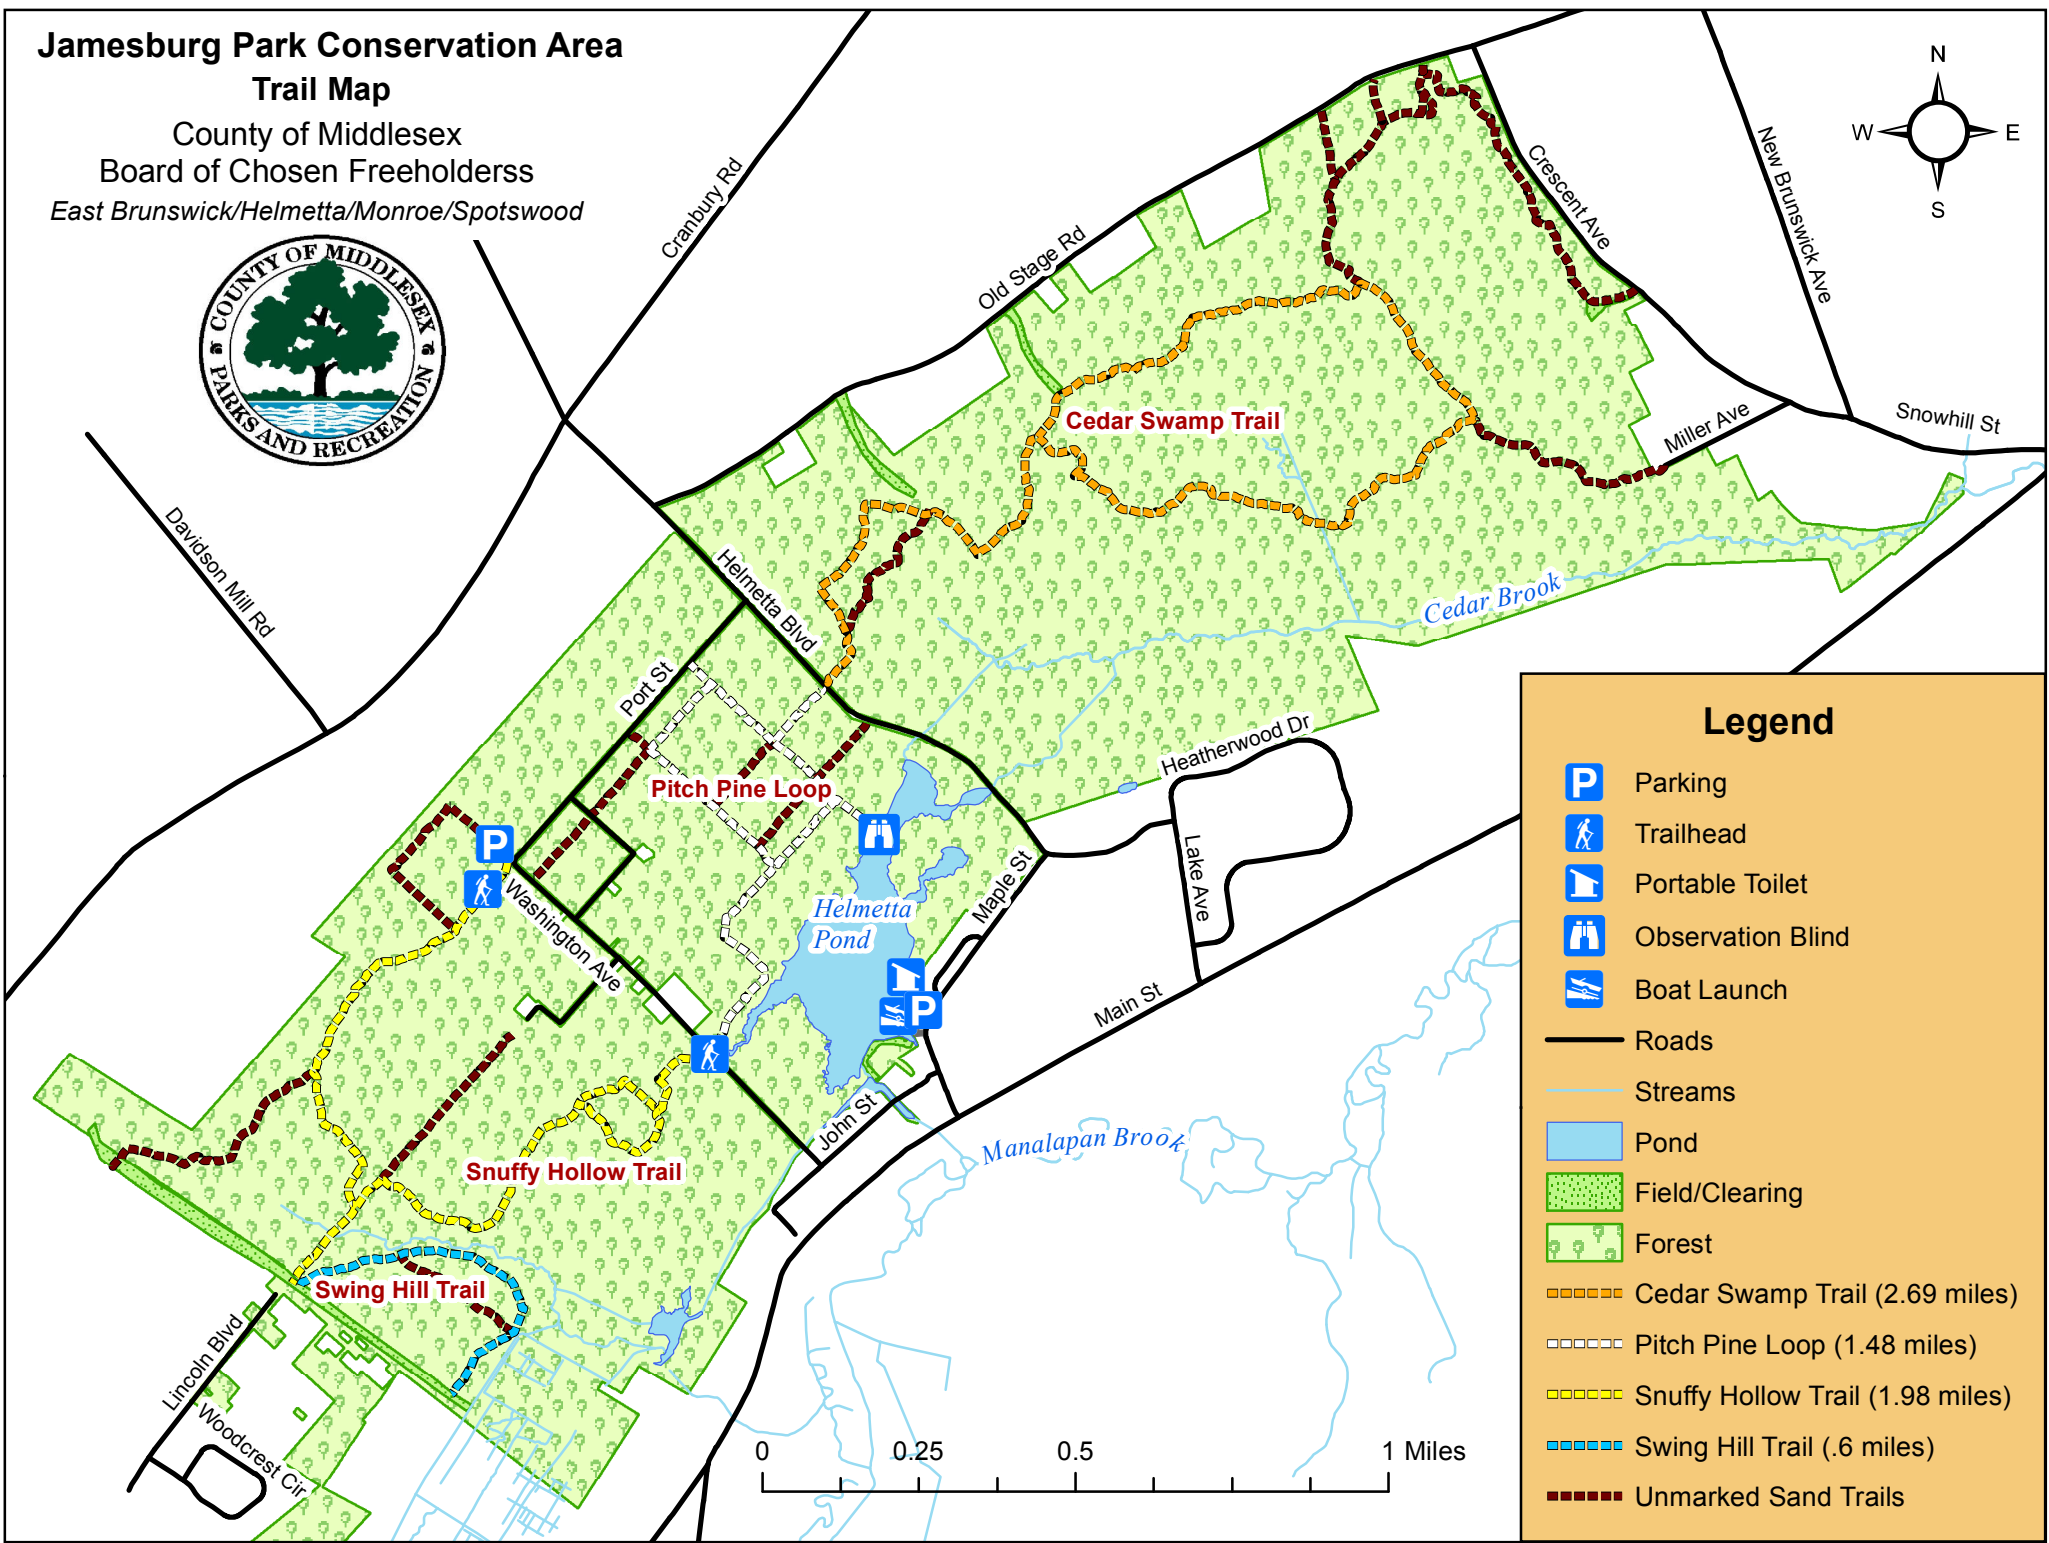 Jamesburg Park Conservation Area
Trail Map
County of Middlesex
Board of Chosen Freeholderss
East Brunswick/Helmetta/Monroe/Spotswood
COUNTY OF MIDDLESEX
PARKS AND RECREATION
N
W
E
S
Cranbury Rd
Old Stage Rd
Crescent Ave
New Brunswick Ave
Snowhill St
Miller Ave
Cedar Swamp Trail
Davidson Mill Rd
Helmetta Blvd
Cedar Brook
Port St
Heatherwood Dr
Pitch Pine Loop
P
Lake Ave
Washington Ave
Helmetta
Pond
Maple St
P
Main St
John St
Manalapan Brook
Snuffy Hollow Trail
Swing Hill Trail
Lincoln Blvd
Woodcrest Cir
0
0.25
0.5
1 Miles
Legend
P
Parking
Trailhead
Portable Toilet
Observation Blind
Boat Launch
Roads
Streams
Pond
Field/Clearing
Forest
Cedar Swamp Trail (2.69 miles)
Pitch Pine Loop (1.48 miles)
Snuffy Hollow Trail (1.98 miles)
Swing Hill Trail (.6 miles)
Unmarked Sand Trails